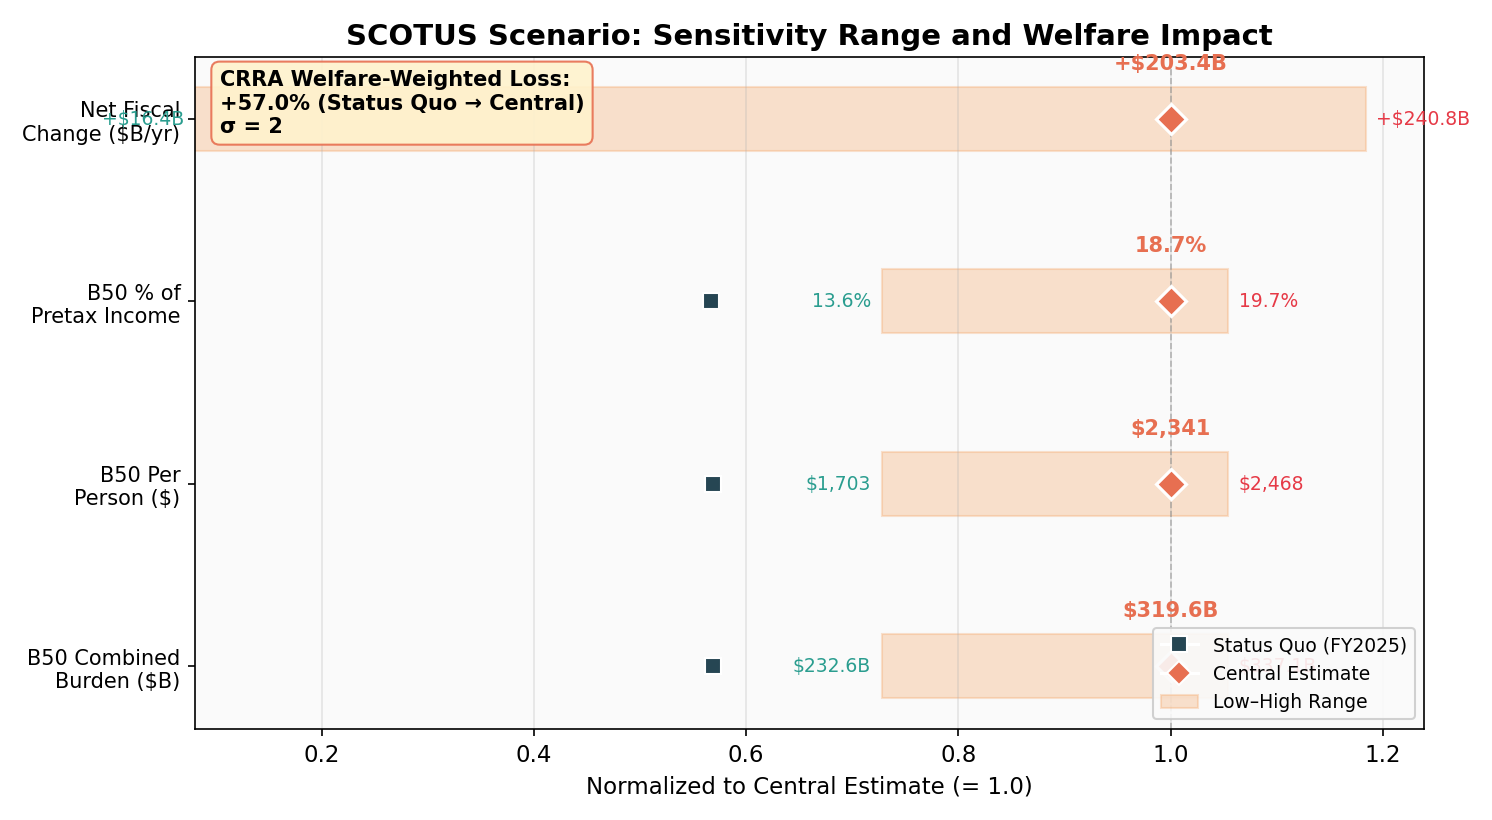 SCOTUS Scenario: Sensitivity Range and Welfare Impact
CRRA Welfare-Weighted Loss:
+57.0% (Status Quo → Central)
σ = 2
+$203.4B
Net Fiscal
Change ($B/yr)
+$16.4B
+$240.8B
18.7%
B50 % of
Pretax Income
13.6%
19.7%
$2,341
B50 Per
Person ($)
$1,703
$2,468
$319.6B
B50 Combined
Burden ($B)
$232.6B
$337.1B
Status Quo (FY2025)
Central Estimate
Low–High Range
0.2 0.4 0.6 0.8 1.0 1.2
Normalized to Central Estimate (= 1.0)